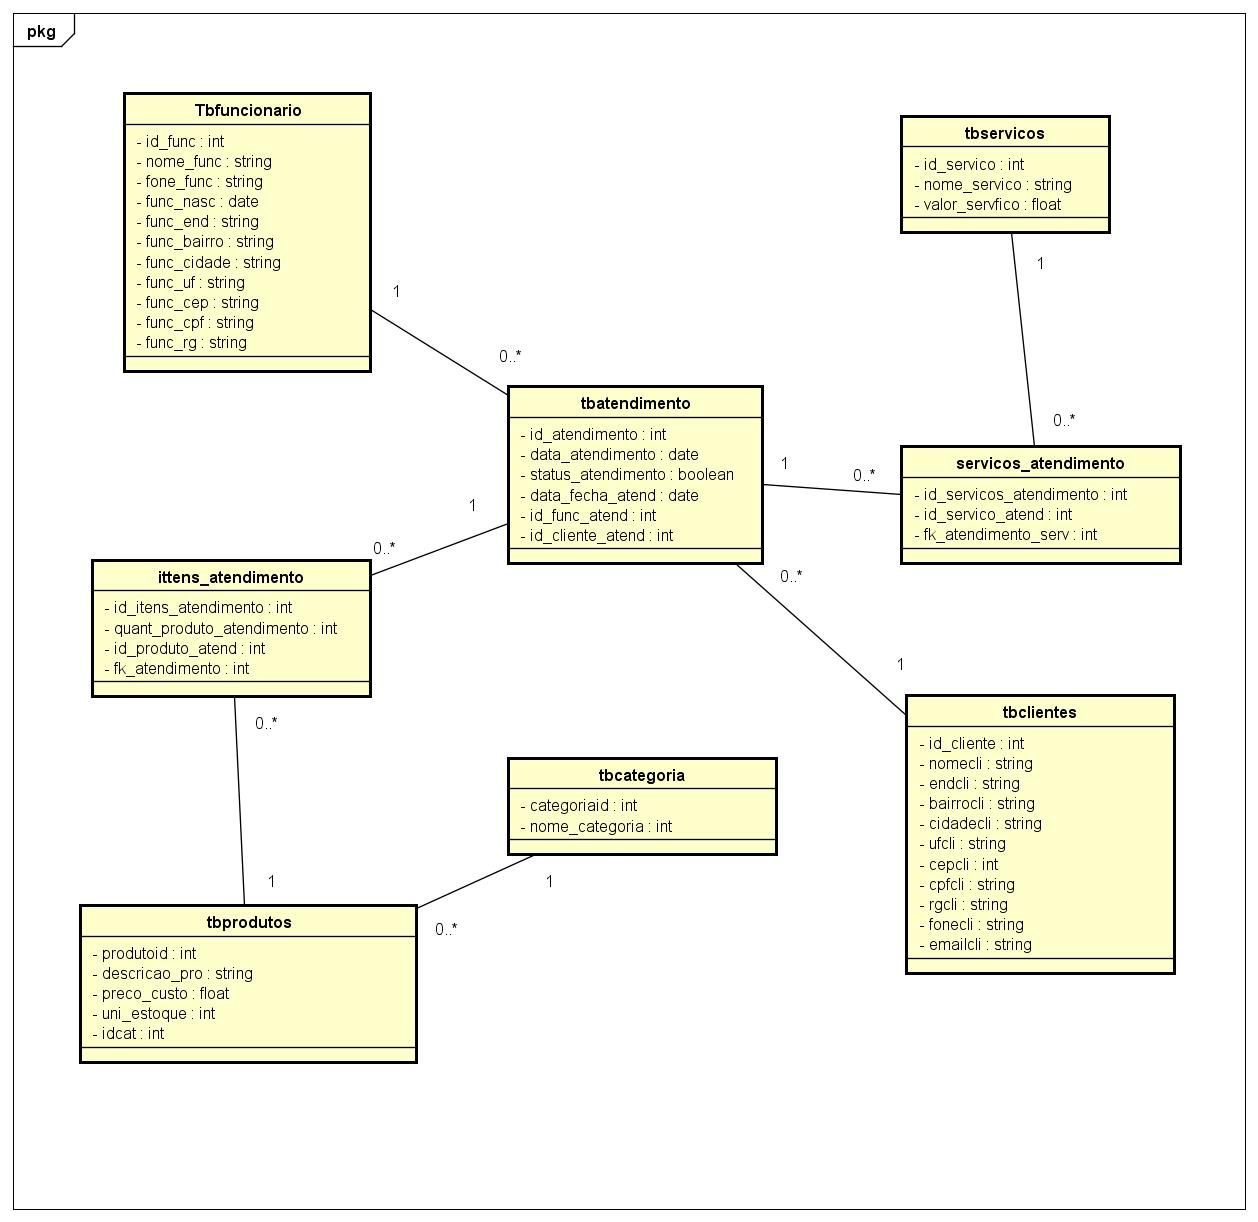 pkg
Tbfuncionario
- id_func : int
- nome_func : string
- fone_func : string
- func_nasc : date
- func_end : string
- func_bairro : string
- func_cidade : string
- func_uf : string
- func_cep : string
- func_cpf : string
- func_rg : string
tbservicos
- id_servico : int
- nome_servico : string
- valor_servfico : float
1
1
0..*
tbatendimento
- id_atendimento : int
- data_atendimento : date
- status_atendimento : boolean
- data_fecha_atend : date
- id_func_atend : int
- id_cliente_atend : int
0..*
1
0..*
servicos_atendimento
- id_servicos_atendimento : int
- id_servico_atend : int
- fk_atendimento_serv : int
1
0..*
ittens_atendimento
- id_itens_atendimento : int
- quant_produto_atendimento : int
- id_produto_atend : int
- fk_atendimento : int
0..*
1
tbclientes
- id_cliente : int
- nomecli : string
- endcli : string
- bairrocli : string
- cidadecli : string
- ufcli : string
- cepcli : int
- cpfcli : string
- rgcli : string
- fonecli : string
- emailcli : string
0..*
tbcategoria
- categoriaid : int
- nome_categoria : int
1
1
0..*
tbprodutos
- produtoid : int
- descricao_pro : string
- preco_custo : float
- uni_estoque : int
- idcat : int